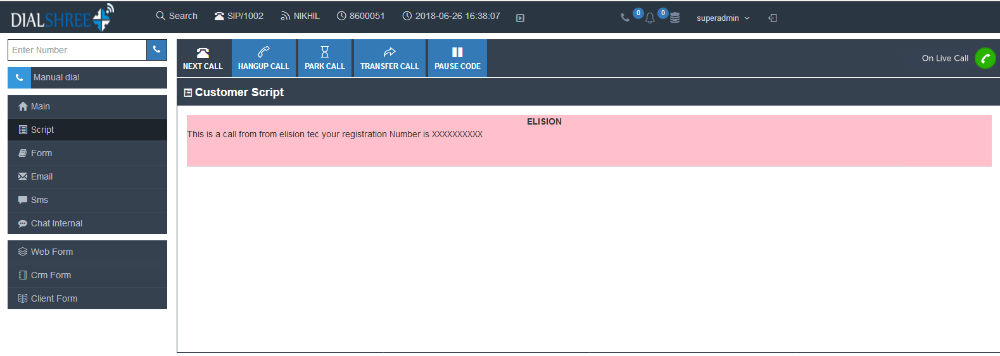 DIALSHREE
Search SIP/1002 NIKHIL 8600051 2018-06-26 16:38:07 0 0 superadmin
Enter Number
Manual dial
Main
Script
Form
Email
Sms
Chat Internal
Web Form
Crm Form
Client Form
NEXT CALL HANGUP CALL PARK CALL TRANSFER CALL PAUSE CODE On Live Call
Customer Script
ELISION
This is a call from from elision tec your registration Number is XXXXXXXXXX